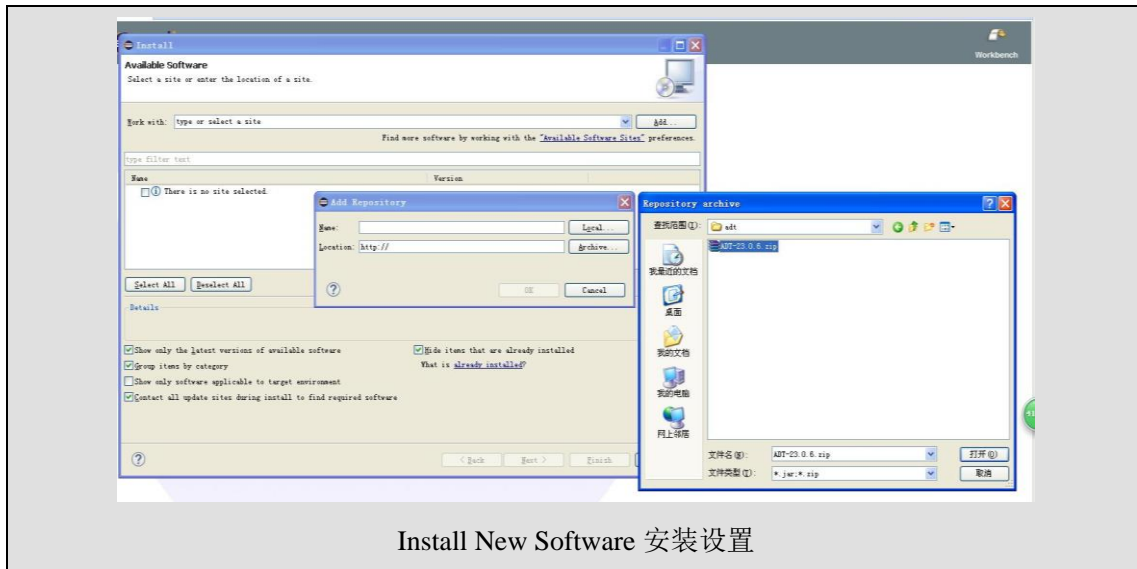 Workbench
Install
Available Software
Select a site or enter the location of a site.
Work with: type or select a site
Add...
Find more software by working with the "Available Software Sites" preferences.
type filter text
Name Version
There is no site selected.
Select All Deselect All
Details
Show only the latest versions of available software
Hide items that are already installed
Group items by category
What is already installed?
Show only software applicable to target environment
Contact all update sites during install to find required software
< Back Next > Finish
Add Repository
Name: Local...
Location: http:// Archive...
OK Cancel
Repository archive
查找范围(I): adt
ADT-23.0.6.zip
我最近的文档
桌面
我的文档
我的电脑
网上邻居
文件名(N): ADT-23.0.6.zip 打开(O)
文件类型(T): *.jar;*.zip 取消
Install New Software 安装设置